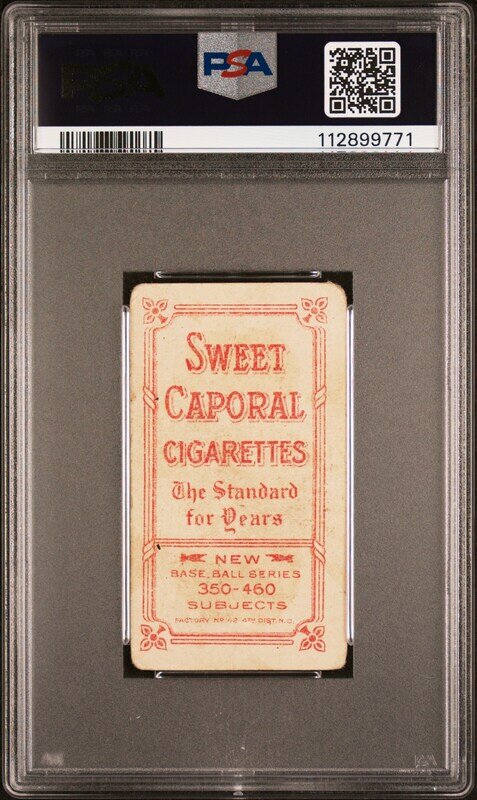 PSA
PSA
112899771
SWEET
CAPORAL
CIGARETTES
The Standard
for Years
NEW
BASE BALL SERIES
350-460
SUBJECTS
FACTORY Nº 42 4TH DIST. N.C.